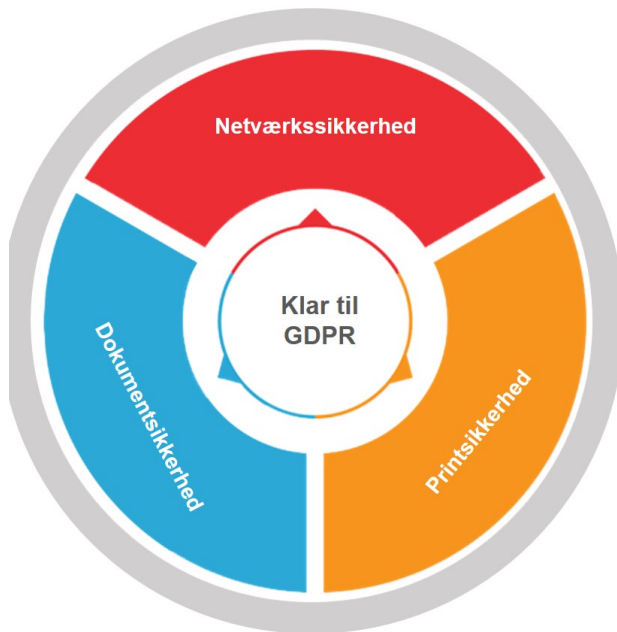 Netværkssikkerhed
Klar til
GDPR
Dokumentsikkerhed
Printsikkerhed